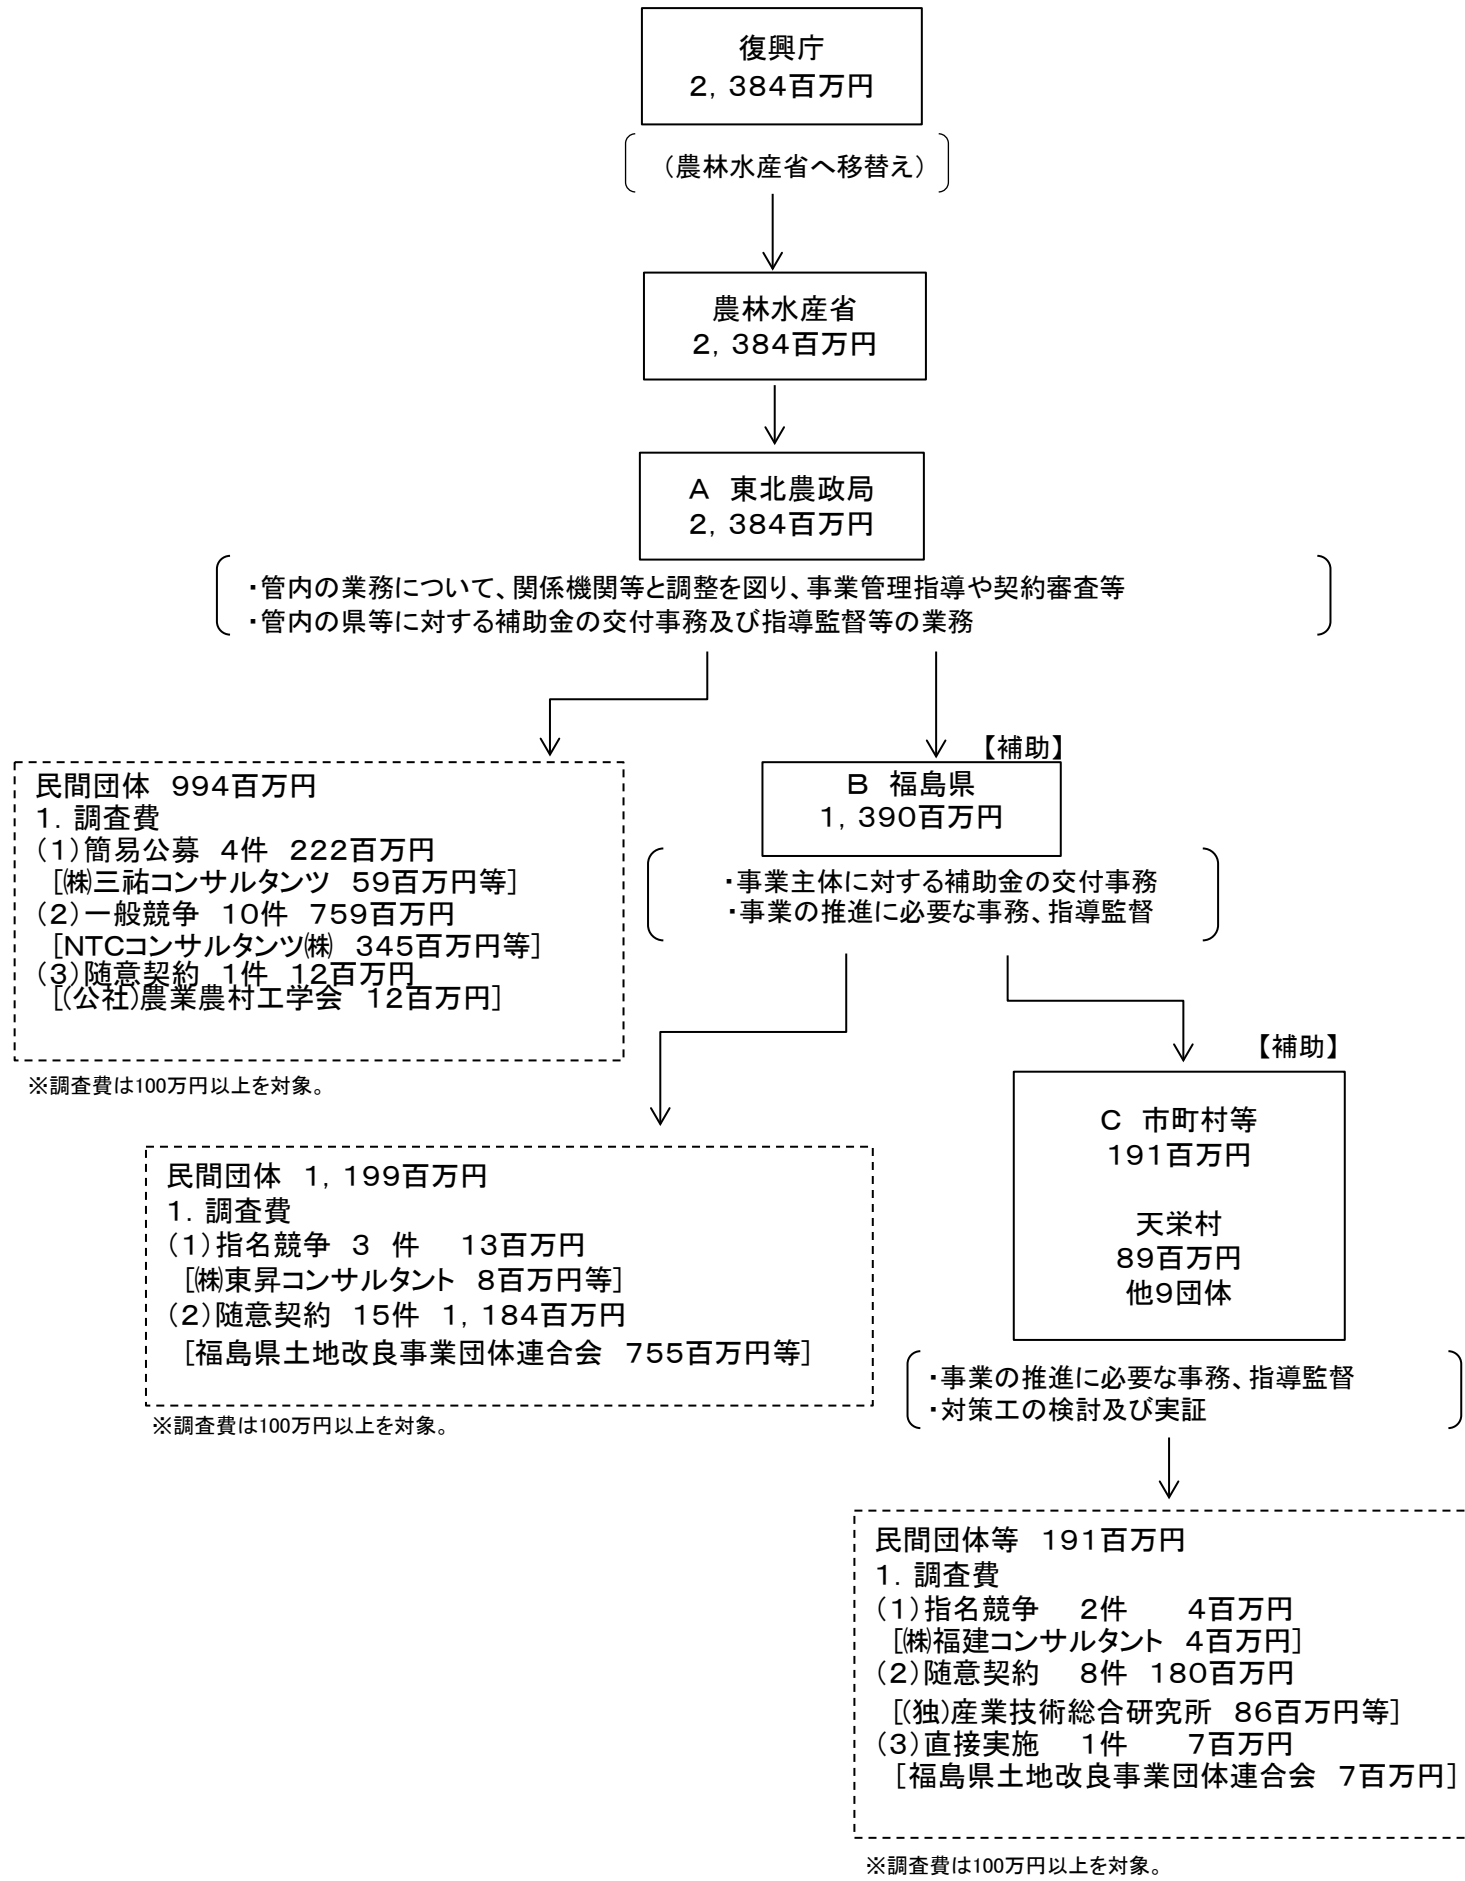 復興庁
２，３８４百万円
（農林水産省へ移替え）
農林水産省
２，３８４百万円
Ａ　東北農政局
２，３８４百万円
・管内の業務について、関係機関等と調整を図り、事業管理指導や契約審査等
・管内の県等に対する補助金の交付事務及び指導監督等の業務
民間団体　９９４百万円
１．調査費
（１）簡易公募　４件　２２２百万円
［㈱三祐コンサルタンツ　５９百万円等］
（２）一般競争　１０件　７５９百万円
［ＮＴＣコンサルタンツ㈱　３４５百万円等］
（３）随意契約　１件　１２百万円
［（公社）農業農村工学会　１２百万円］
※調査費は100万円以上を対象。
【補助】
Ｂ　福島県
１，３９０百万円
・事業主体に対する補助金の交付事務
・事業の推進に必要な事務、指導監督
民間団体　１，１９９百万円
１．調査費
（１）指名競争　３　件　１３百万円
［㈱東昇コンサルタント　８百万円等］
（２）随意契約　１５件　１，１８４百万円
［福島県土地改良事業団体連合会　７５５百万円等］
※調査費は100万円以上を対象。
【補助】
Ｃ　市町村等
１９１百万円
天栄村
８９百万円
他９団体
・事業の推進に必要な事務、指導監督
・対策工の検討及び実証
民間団体等　１９１百万円
１．調査費
（１）指名競争　２件　４百万円
［㈱福建コンサルタント　４百万円］
（２）随意契約　８件　１８０百万円
［（独）産業技術総合研究所　８６百万円等］
（３）直接実施　１件　７百万円
［福島県土地改良事業団体連合会　７百万円］
※調査費は100万円以上を対象。